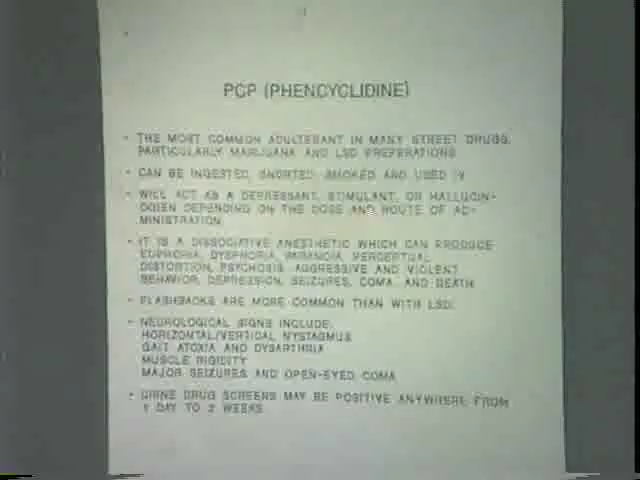 PCP (PHENCYCLIDINE)
• THE MOST COMMON ADULTERANT IN MANY STREET DRUGS,
PARTICULARLY MARIJUANA AND LSD PREPERATIONS
• CAN BE INGESTED, SNORTED, SMOKED AND USED IV
• WILL ACT AS A DEPRESSANT, STIMULANT, OR HALLUCIN-
OGEN DEPENDING ON THE DOSE AND ROUTE OF AD-
MINISTRATION
• IT IS A DISSOCIATIVE ANESTHETIC WHICH CAN PRODUCE
EUPHORIA, DYSPHORIA, PARANOIA, PERCEPTUAL
DISTORTION, PSYCHOSIS, AGGRESSIVE AND VIOLENT
BEHAVIOR, DEPRESSION, SEIZURES, COMA, AND DEATH
• FLASHBACKS ARE MORE COMMON THAN WITH LSD.
• NEUROLOGICAL SIGNS INCLUDE:
HORIZONTAL/VERTICAL NYSTAGMUS
GAIT ATOXIA AND DYSARTHRIA
MUSCLE RIGIDITY
MAJOR SEIZURES AND OPEN-EYED COMA
• URINE DRUG SCREENS MAY BE POSITIVE ANYWHERE FROM
1 DAY TO 2 WEEKS